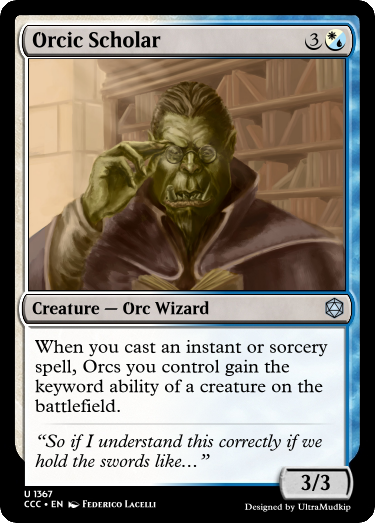 Orcic Scholar 3
Creature — Orc Wizard
When you cast an instant or sorcery
spell, Orcs you control gain the
keyword ability of a creature on the
battlefield.
“So if I understand this correctly if we
hold the swords like…”
3/3
U 1367
CCC • EN Federico Lacelli
Designed by UltraMudkip